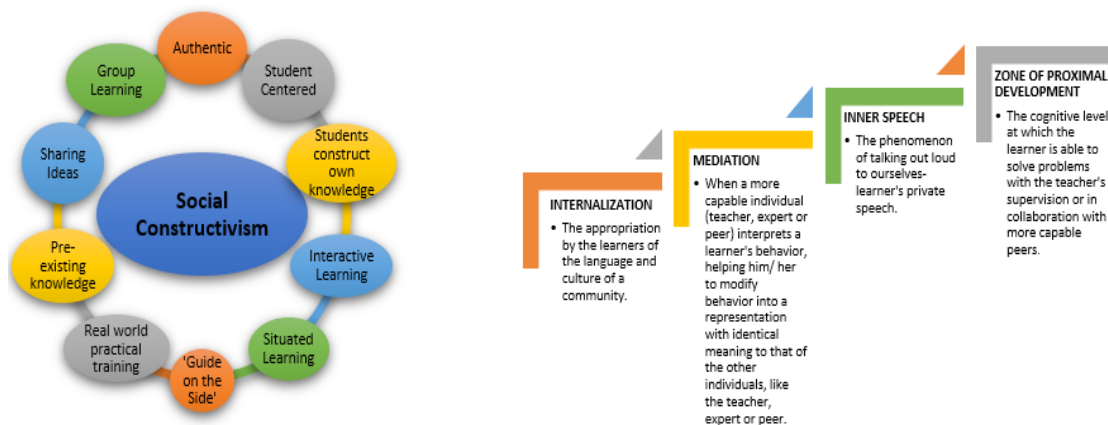 Authentic
Student
Centered
Students
construct
own
knowledge
Interactive
Learning
Situated
Learning
'Guide
on the
Side'
Real world
practical
training
Pre-
existing
knowledge
Sharing
Ideas
Group
Learning
Social
Constructivism
INTERNALIZATION
• The appropriation
by the learners of
the language and
culture of a
community.
MEDIATION
• When a more
capable individual
(teacher, expert or
peer) interprets a
learner's behavior,
helping him/ her
to modify
behavior into a
representation
with identical
meaning to that of
the other
individuals, like
the teacher,
expert or peer.
INNER SPEECH
• The phenomenon
of talking out loud
to ourselves-
learner's private
speech.
ZONE OF PROXIMAL
DEVELOPMENT
• The cognitive level
at which the
learner is able to
solve problems
with the teacher's
supervision or in
collaboration with
more capable
peers.